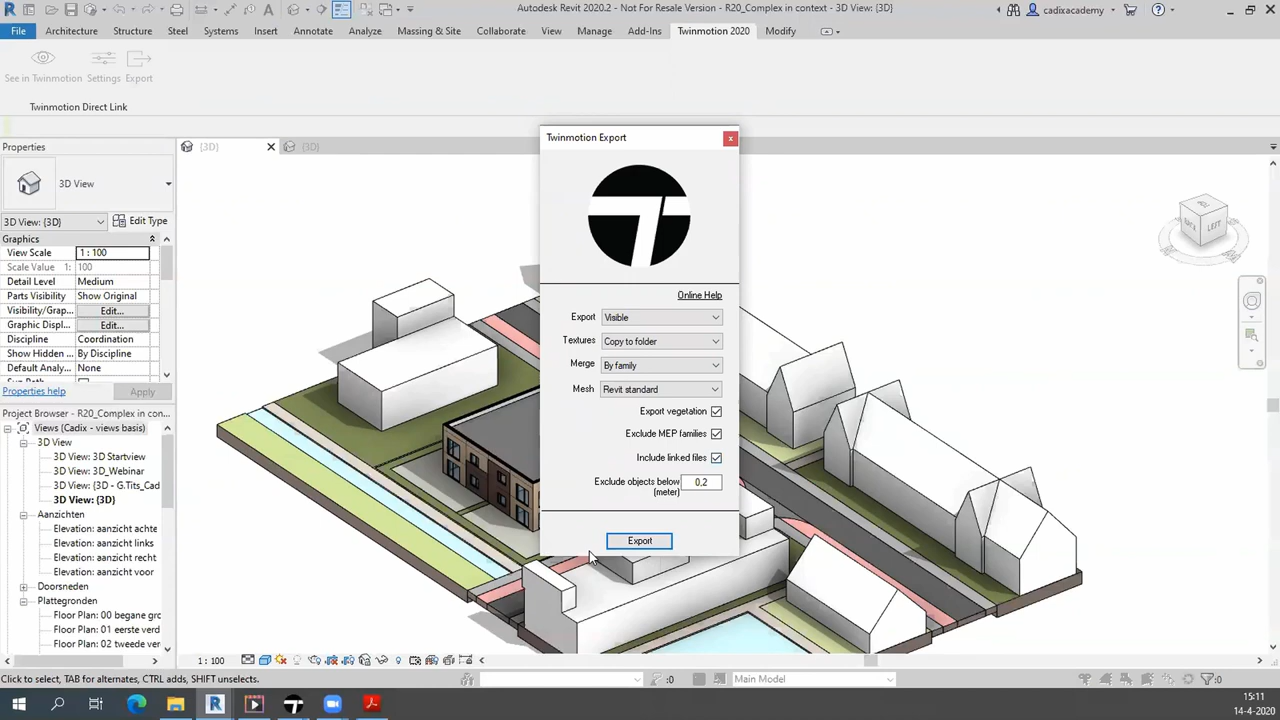 Autodesk Revit 2020.2 - Not For Resale Version - R20_Complex in context - 3D View: {3D}
cadixacademy
File
Architecture
Structure
Steel
Systems
Insert
Annotate
Analyze
Massing & Site
Collaborate
View
Manage
Add-Ins
Twinmotion 2020
Modify
See in Twinmotion
Settings
Export
Twinmotion Direct Link
Properties
3D View
3D View: {3D}
Edit Type
Graphics
View Scale 1 : 100
Scale Value 1: 100
Detail Level Medium
Parts Visibility Show Original
Visibility/Grap... Edit...
Graphic Displ... Edit...
Discipline Coordination
Show Hidden ... By Discipline
Default Analy... None
Properties help
Apply
Project Browser - R20_Complex in con...
Views (Cadix - views basis)
3D View
3D View: 3D Startview
3D View: 3D_Webinar
3D View: {3D - G.Tits_Cad
3D View: {3D}
Aanzichten
Elevation: aanzicht achte
Elevation: aanzicht links
Elevation: aanzicht recht
Elevation: aanzicht voor
Doorsneden
Plattegronden
Floor Plan: 00 begane gro
Floor Plan: 01 eerste verd
Floor Plan: 02 tweede ver
{3D}
{3D}
Twinmotion Export
x
Online Help
Export Visible
Textures Copy to folder
Merge By family
Mesh Revit standard
Export vegetation
Exclude MEP families
Include linked files
Exclude objects below
(meter)
0,2
Export
LEFT
1 : 100
Click to select, TAB for alternates, CTRL adds, SHIFT unselects.
:0
Main Model
:0
15:11
14-4-2020